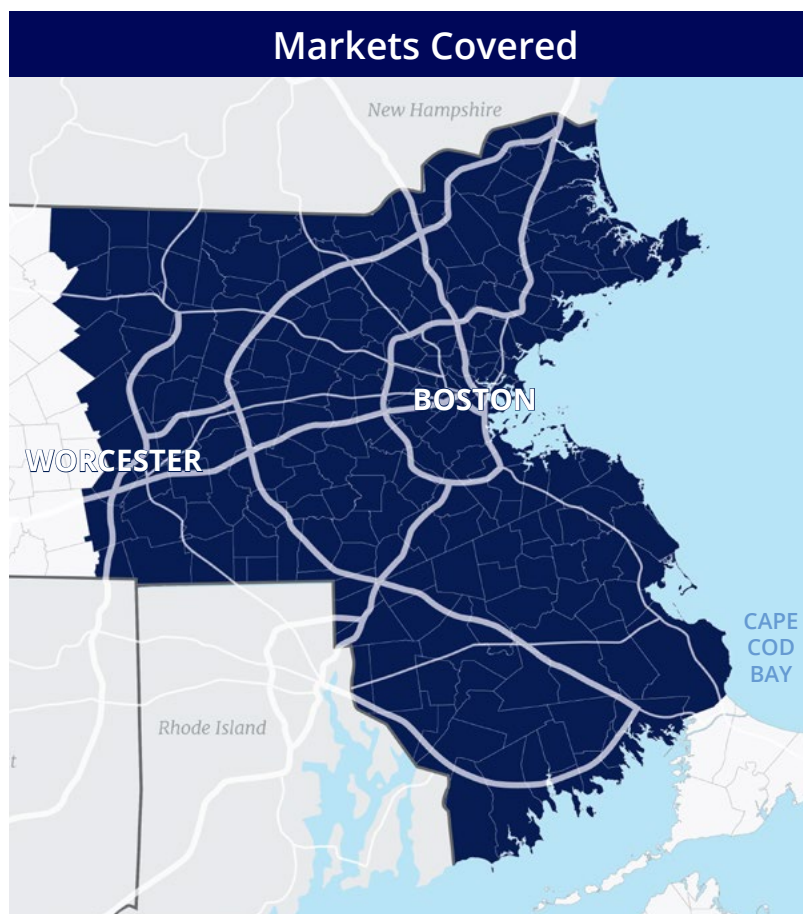 Markets Covered
New Hampshire
BOSTON
WORCESTER
CAPE
COD
BAY
Rhode Island
t